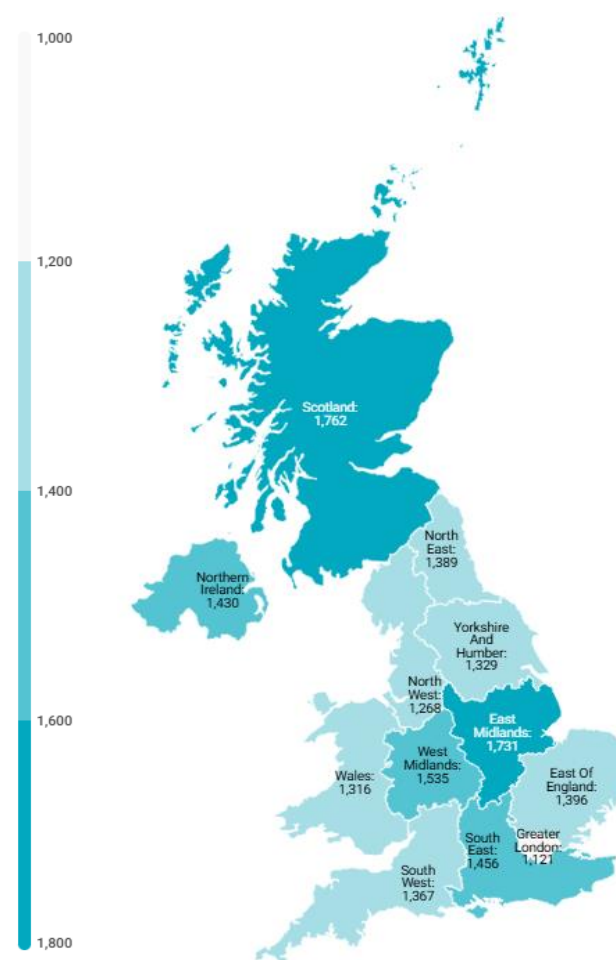 1,000
1,200
1,400
1,600
1,800
Scotland:
1,762
North
East:
1,389
Northern
Ireland:
1,430
Yorkshire
And
Humber:
1,329
North
West:
1,268
East
Midlands:
1,731
West
Midlands:
1,535
Wales:
1,316
East Of
England:
1,396
South
East:
1,456
Greater
London:
1,121
South
West:
1,367